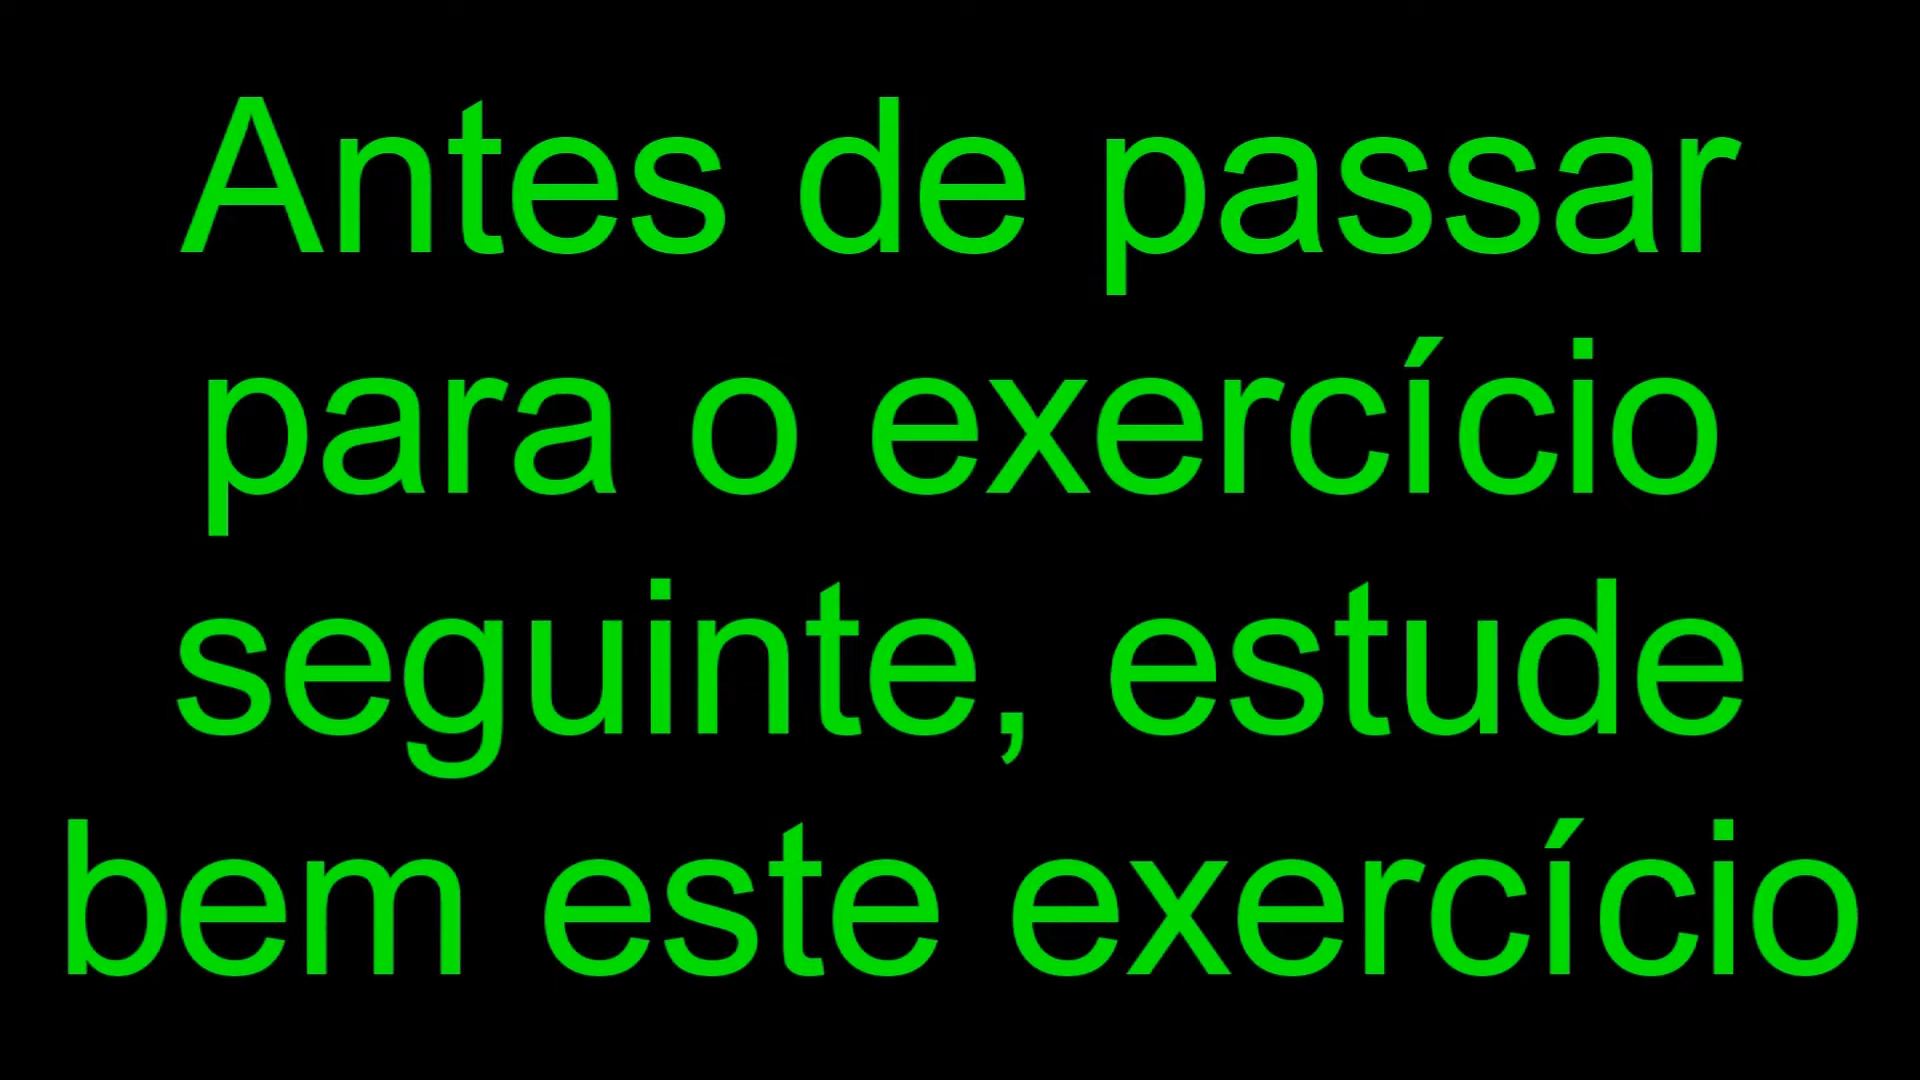 Antes de passar
para o exercício
seguinte, estude
bem este exercício